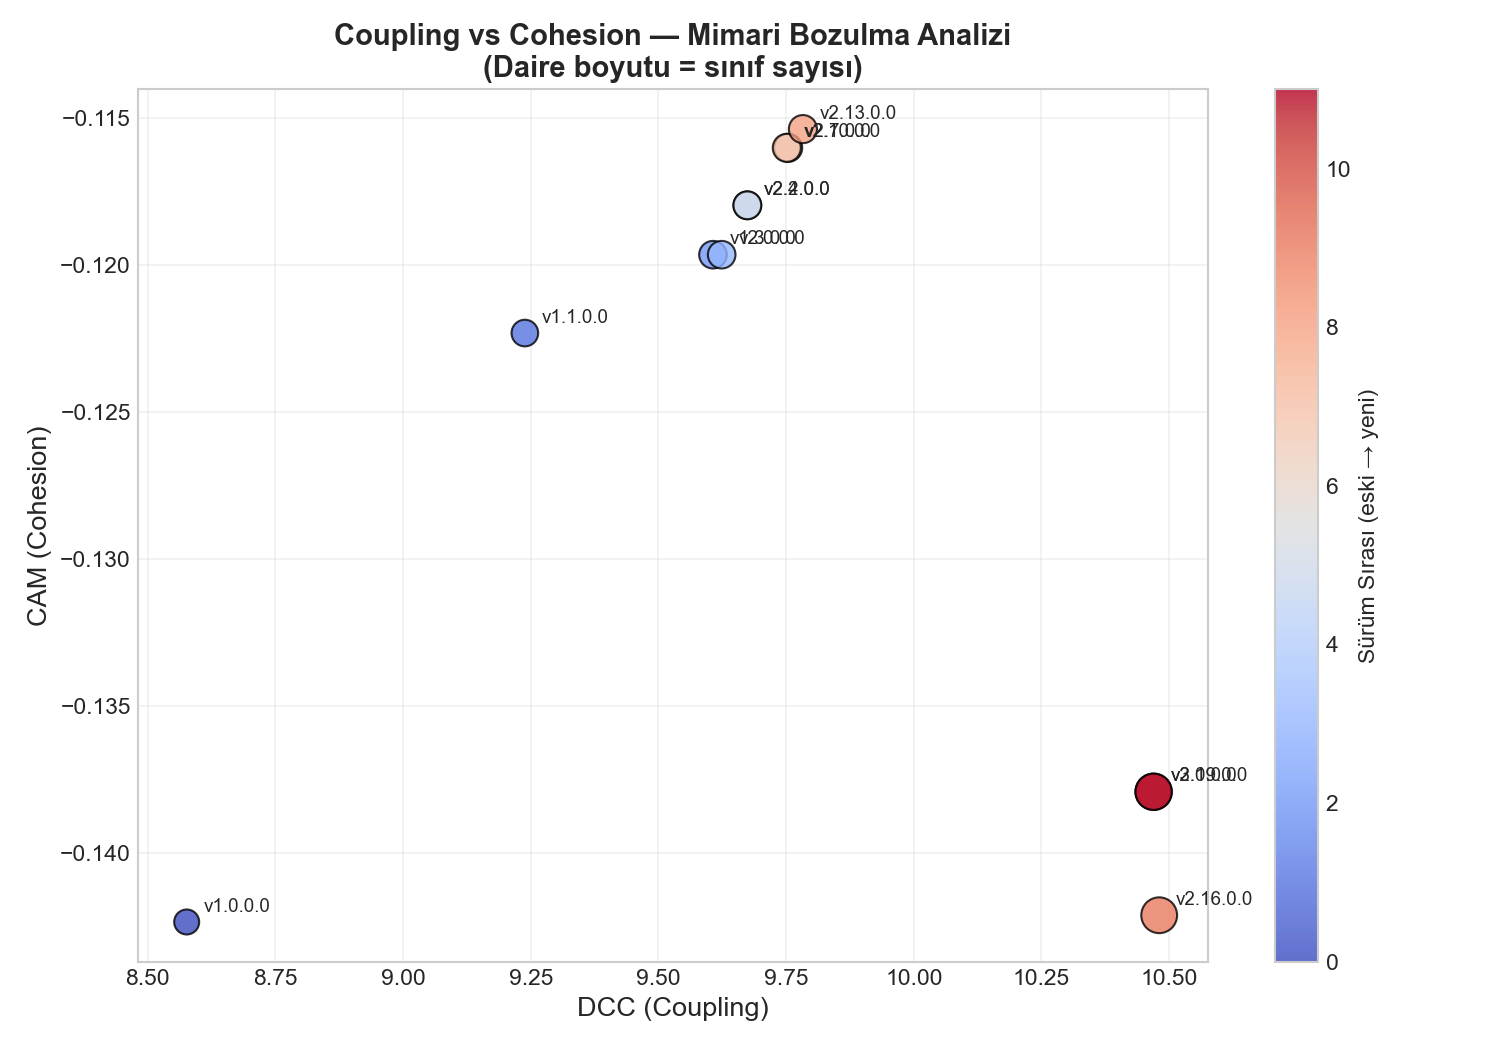 Coupling vs Cohesion — Mimari Bozulma Analizi
(Daire boyutu = sınıf sayısı)
CAM (Cohesion)
−0.115
−0.120
−0.125
−0.130
−0.135
−0.140
v2.13.0.0
v1.1.0.0
v1.0.0.0
v2.16.0.0
8.50 8.75 9.00 9.25 9.50 9.75 10.00 10.25 10.50
DCC (Coupling)
10
8
6
4
2
0
Sürüm Sırası (eski → yeni)